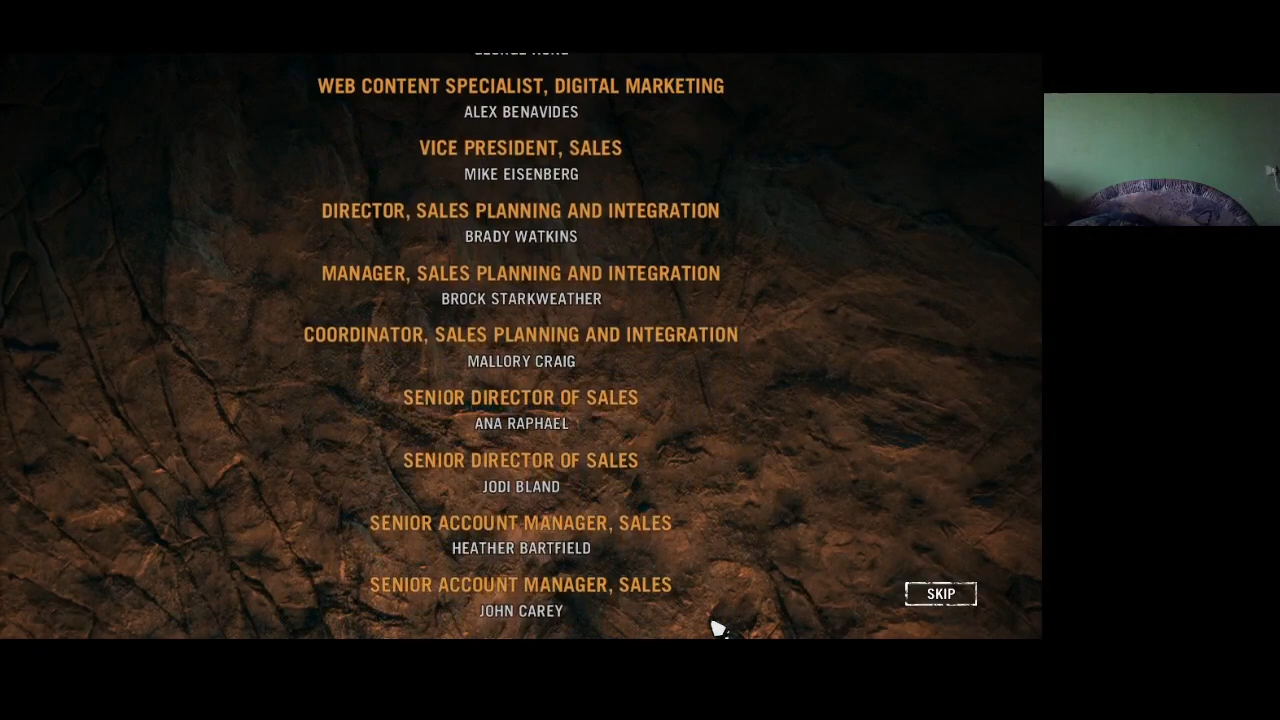 WEB CONTENT SPECIALIST, DIGITAL MARKETING
ALEX BENAVIDES
VICE PRESIDENT, SALES
MIKE EISENBERG
DIRECTOR, SALES PLANNING AND INTEGRATION
BRADY WATKINS
MANAGER, SALES PLANNING AND INTEGRATION
BROCK STARKWEATHER
COORDINATOR, SALES PLANNING AND INTEGRATION
MALLORY CRAIG
SENIOR DIRECTOR OF SALES
ANA RAPHAEL
SENIOR DIRECTOR OF SALES
JODI BLAND
SENIOR ACCOUNT MANAGER, SALES
HEATHER BARTFIELD
SENIOR ACCOUNT MANAGER, SALES
JOHN CAREY
SKIP